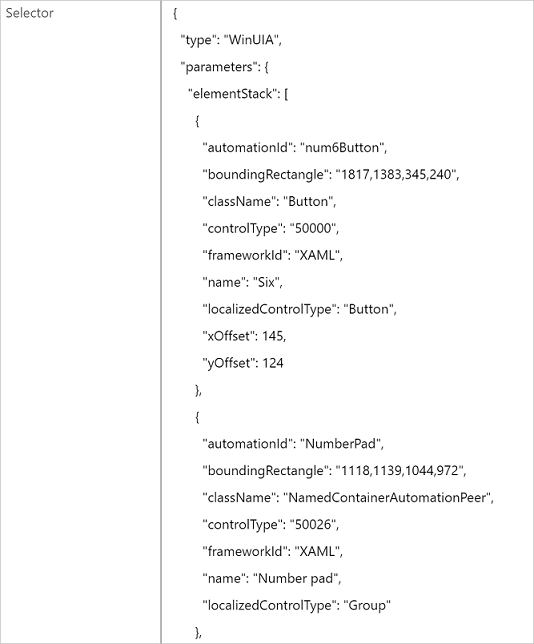 Selector
{
"type": "WinUIA",
"parameters": {
"elementStack": [
{
"automationId": "num6Button",
"boundingRectangle": "1817,1383,345,240",
"className": "Button",
"controlType": "50000",
"frameworkId": "XAML",
"name": "Six",
"localizedControlType": "Button",
"xOffset": 145,
"yOffset": 124
},
{
"automationId": "NumberPad",
"boundingRectangle": "1118,1139,1044,972",
"className": "NamedContainerAutomationPeer",
"controlType": "50026",
"frameworkId": "XAML",
"name": "Number pad",
"localizedControlType": "Group"
},